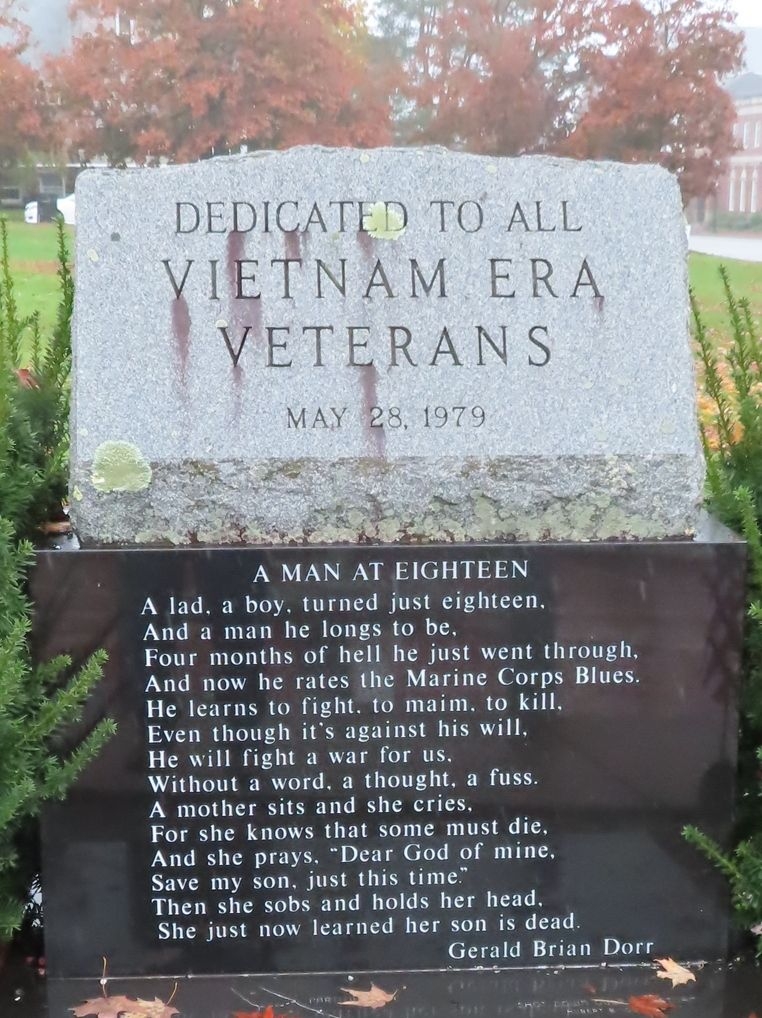 DEDICATED TO ALL
VIETNAM ERA
VETERANS
MAY 28, 1979
A MAN AT EIGHTEEN
A lad, a boy, turned just eighteen,
And a man he longs to be,
Four months of hell he just went through,
And now he rates the Marine Corps Blues.
He learns to fight, to maim, to kill,
Even though it's against his will,
He will fight a war for us,
Without a word, a thought, a fuss.
A mother sits and she cries,
For she knows that some must die,
And she prays, "Dear God of mine,
Save my son, just this time."
Then she sobs and holds her head,
She just now learned her son is dead.
Gerald Brian Dorr